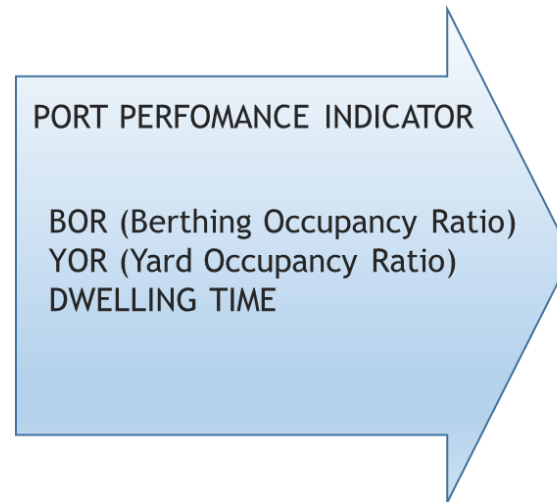 PORT PERFOMANCE INDICATOR
BOR (Berthing Occupancy Ratio)
YOR (Yard Occupancy Ratio)
DWELLING TIME